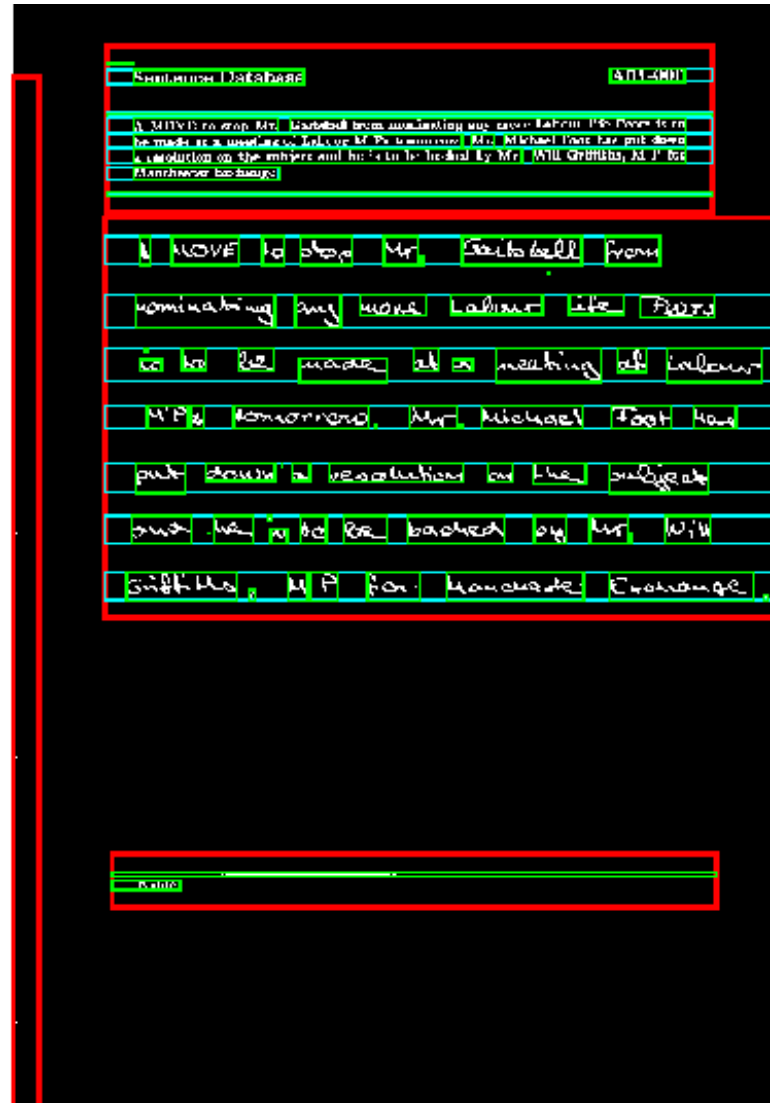 Sentence Database
A MOVE to stop Mr. Gaitskell from nominating any more Labour life Peers is to
be made at a meeting of Labour M Ps tomorrow. Mr. Michael Foot has put down
a resolution on the subject and he is to be backed by Mr. Will Griffiths, M P for
Manchester Exchange.
A MOVE to stop Mr. Gaitskell from
nominating any more Labour life Peers
is to be made at a meeting of Labour
M Ps tomorrow. Mr. Michael Foot has
put down a resolution on the subject
and he is to be backed by Mr. Will
Griffiths, M P for Manchester Exchange.
Name: